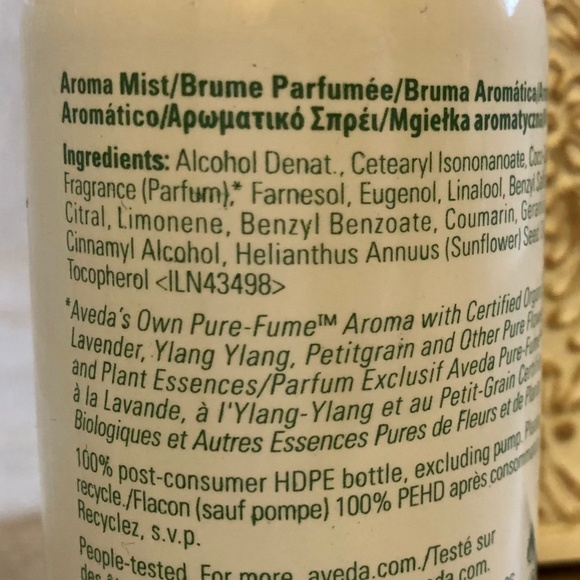 Aroma Mist/Brume Parfumée/Bruma Aromática/
Aromático/Αρωματικό Σπρέι/Mgiełka aromatyczna
Ingredients: Alcohol Denat., Cetearyl Isononanoate,
Fragrance (Parfum),* Farnesol, Eugenol, Linalool, Benzyl
Citral, Limonene, Benzyl Benzoate, Coumarin,
Cinnamyl Alcohol, Helianthus Annuus (Sunflower) Seed
Tocopherol <ILN43498>
*Aveda's Own Pure-Fume™ Aroma with Certified
Lavender, Ylang Ylang, Petitgrain and Other Pure
and Plant Essences/Parfum Exclusif Aveda
à la Lavande, à l'Ylang-Ylang et au Petit-Grain
Biologiques et Autres Essences Pures de Fleurs et de
100% post-consumer HDPE bottle, excluding pump.
recycle./Flacon (sauf pompe) 100% PEHD après
Recyclez, s.v.p.
People-tested. For more, aveda.com./Testé sur